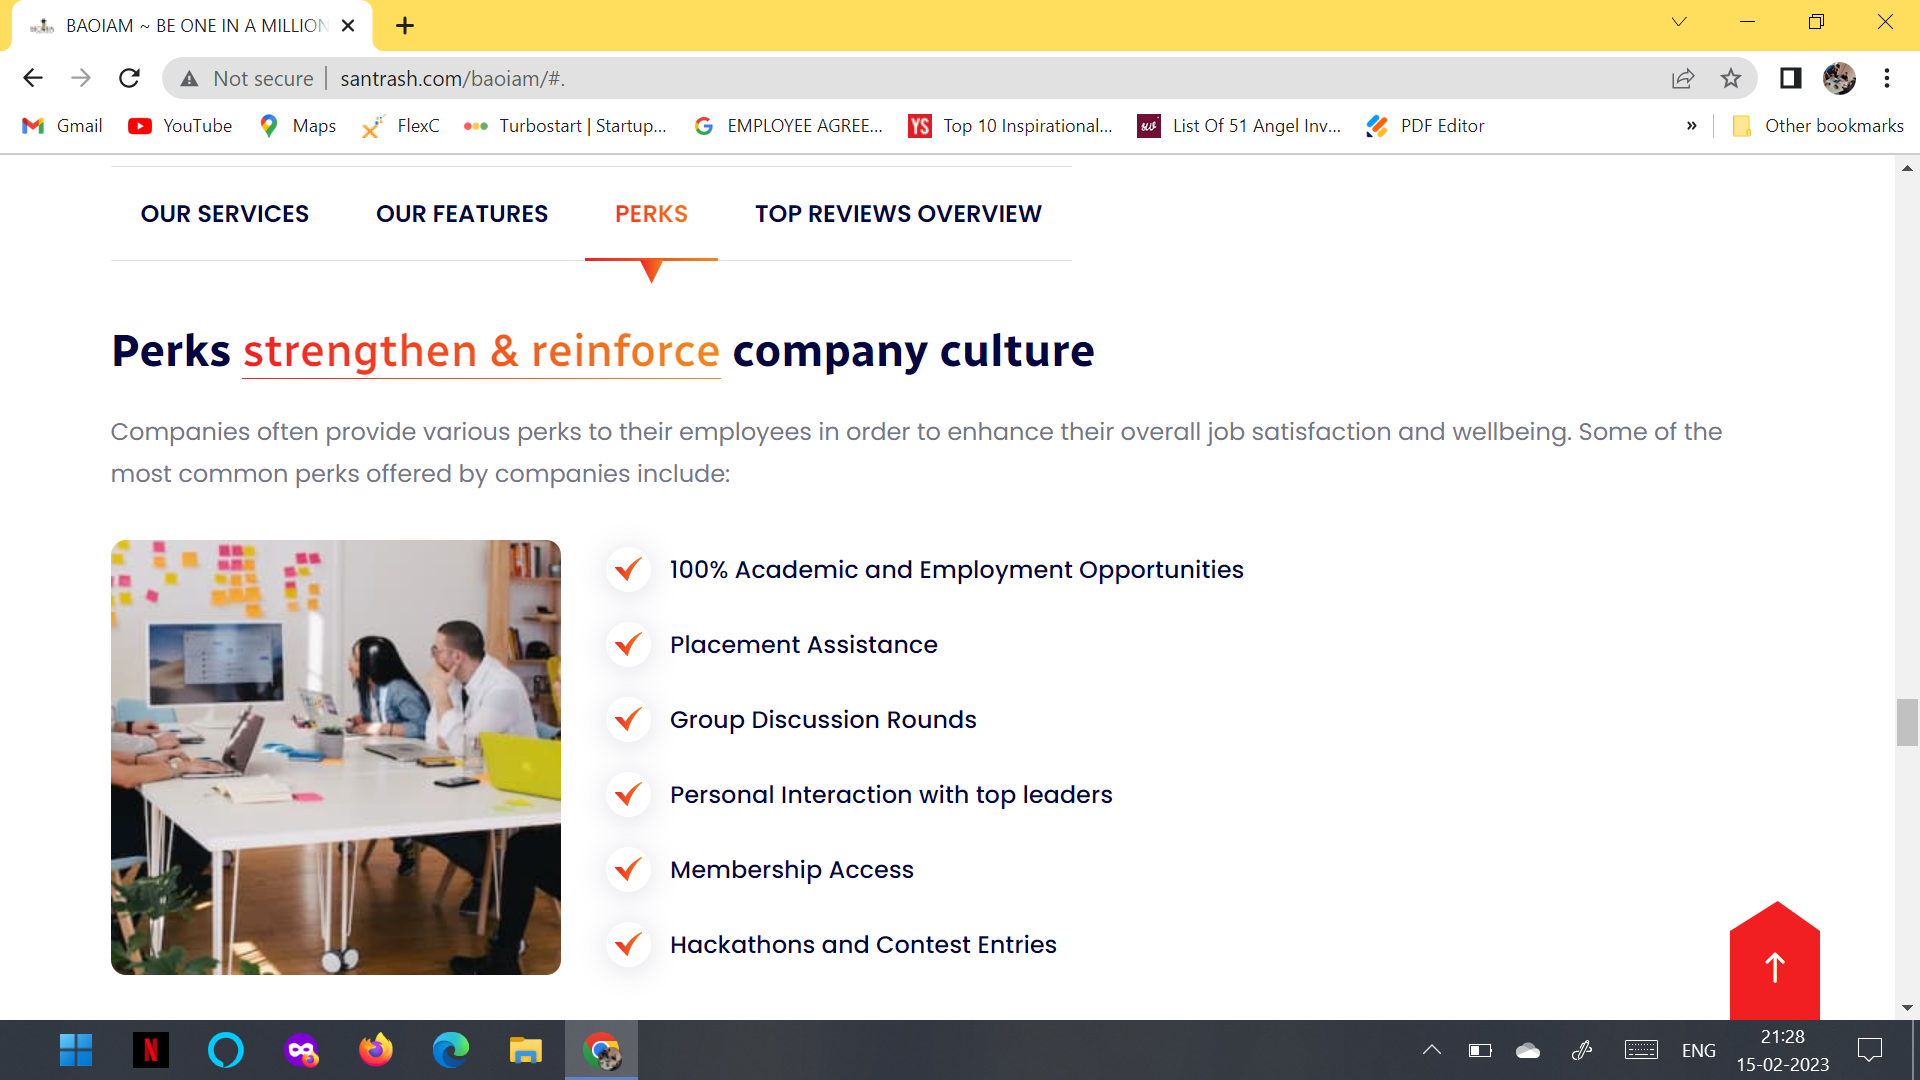 BAOIAM ~ BE ONE IN A MILLION
Not secure | santrash.com/baoiam/#.
Gmail YouTube Maps FlexC Turbostart | Startup... EMPLOYEE AGREE... YS Top 10 Inspirational... List Of 51 Angel Inv... PDF Editor » Other bookmarks
OUR SERVICES OUR FEATURES PERKS TOP REVIEWS OVERVIEW
Perks strengthen & reinforce company culture
Companies often provide various perks to their employees in order to enhance their overall job satisfaction and wellbeing. Some of the
most common perks offered by companies include:
100% Academic and Employment Opportunities
Placement Assistance
Group Discussion Rounds
Personal Interaction with top leaders
Membership Access
Hackathons and Contest Entries
N
ENG
21:28
15-02-2023